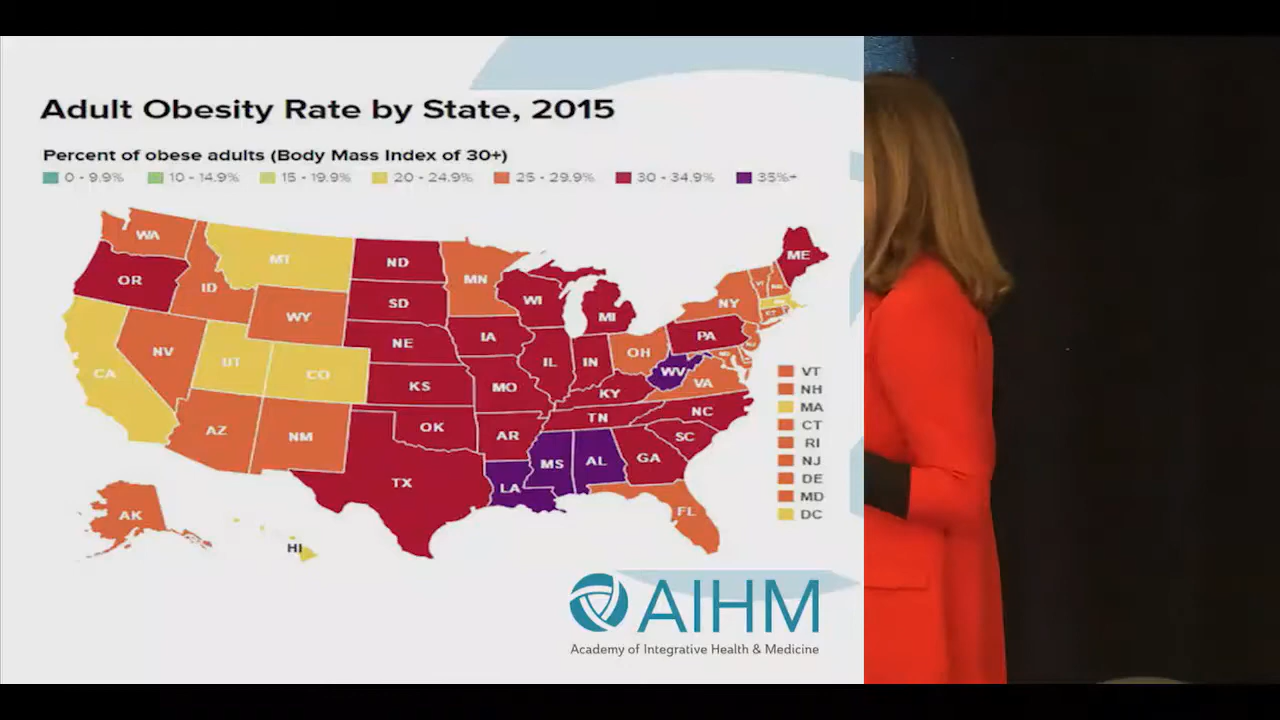 Adult Obesity Rate by State, 2015
Percent of obese adults (Body Mass Index of 30+)
0 - 9.9% 10 - 14.9% 15 - 19.9% 20 - 24.9% 25 - 29.9% 30 - 34.9% 35%+
WA
MT
ND
MN
ME
OR
ID
WY
SD
WI
MI
NY
VT
NV
UT
CO
NE
IA
IL
IN
OH
PA
NJ
CA
KS
MO
KY
WV
VA
MD
CT
AZ
NM
OK
AR
TN
NC
SC
TX
LA
MS
AL
GA
FL
AK
HI
VT
NH
MA
CT
RI
NJ
DE
MD
DC
AIHM
Academy of Integrative Health & Medicine